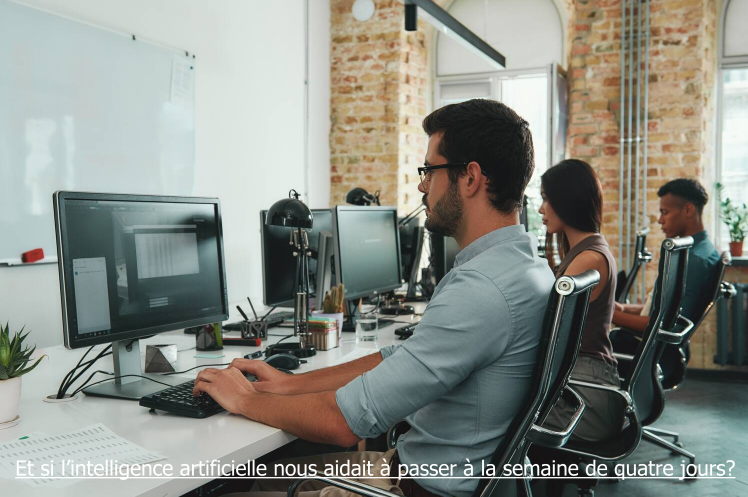 Et si l'intelligence artificielle nous aidait à passer à la semaine de quatre jours?